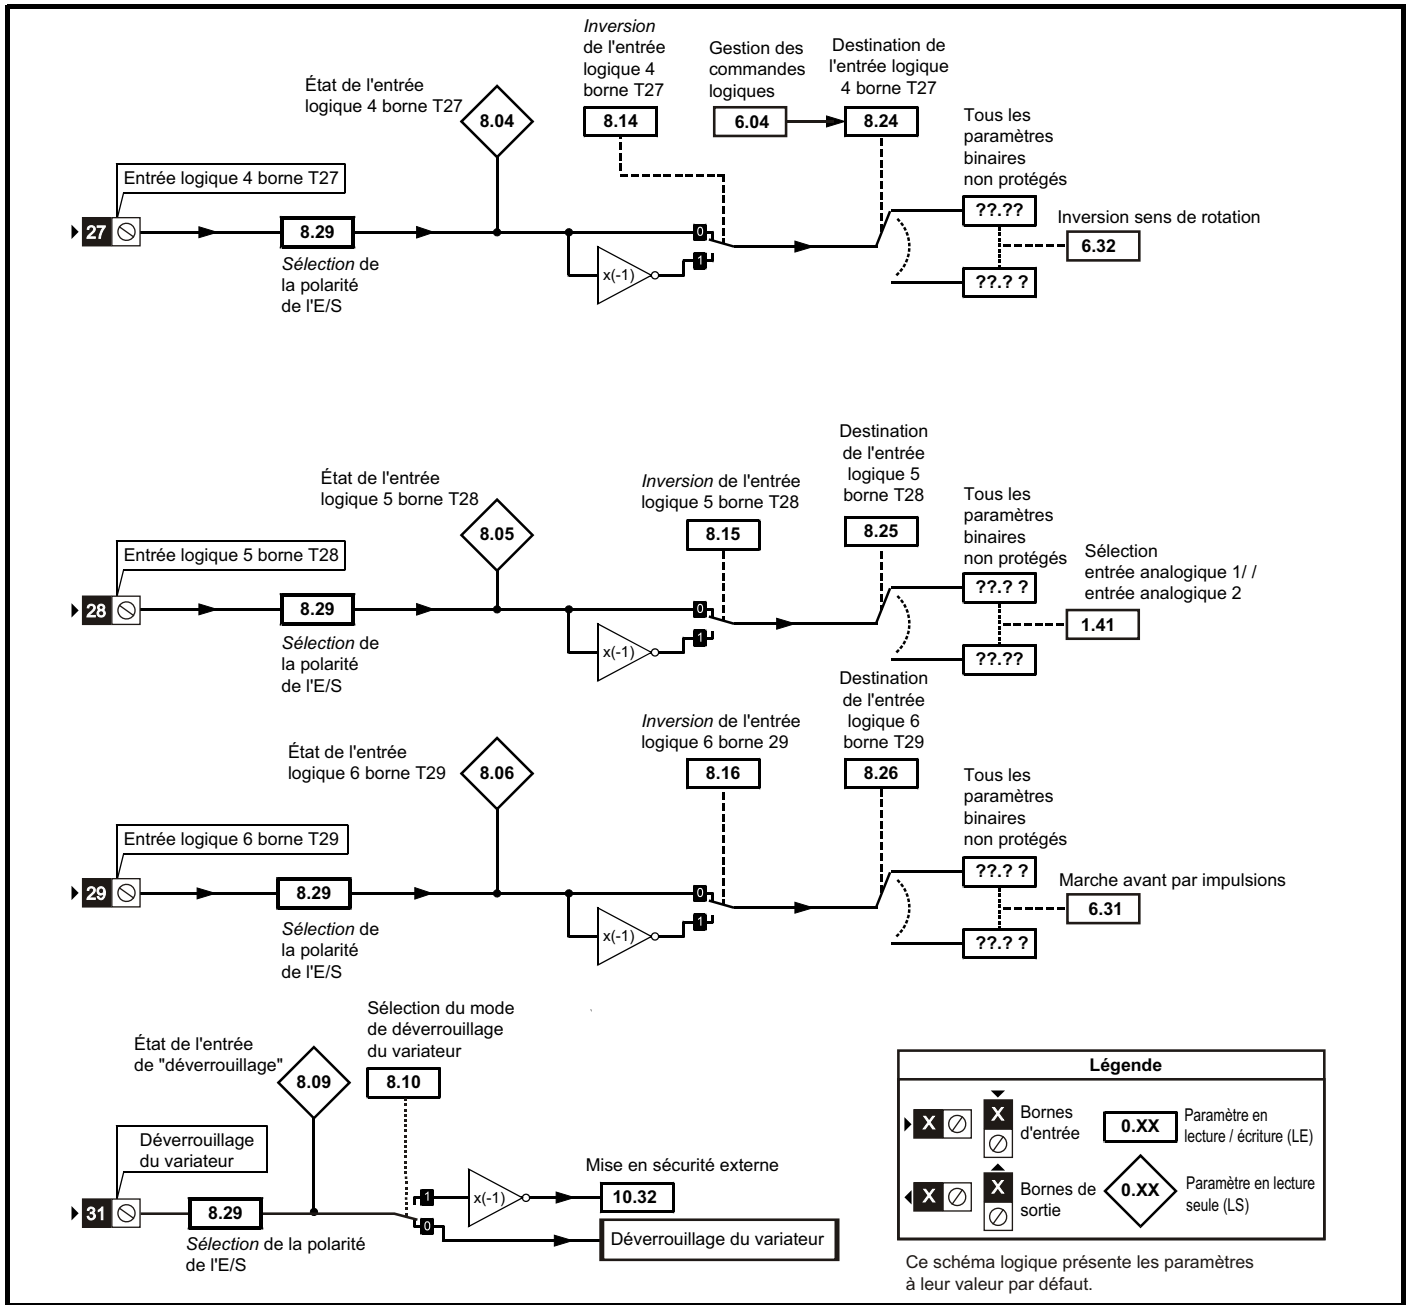 Inversion
de l'entrée
logique 4
borne T27
Gestion des
commandes
logiques
Destination de
l'entrée logique
4 borne T27
État de l'entrée
logique 4 borne T27
8.04
8.14
6.04
8.24
Tous les
paramètres
binaires
non protégés
Entrée logique 4 borne T27
27
8.29
0
1
x(-1)
??.??
Inversion sens de rotation
6.32
??.? ?
Sélection de
la polarité
de l'E/S
Destination
de l'entrée
logique 5
borne T28
État de l'entrée
logique 5 borne T28
8.05
Inversion de l'entrée
logique 5 borne T28
8.15
8.25
Tous les
paramètres
binaires
non protégés
Entrée logique 5 borne T28
28
8.29
0
1
x(-1)
??.? ?
Sélection
entrée analogique 1/ /
entrée analogique 2
1.41
??.??
Sélection de
la polarité
de l'E/S
Destination
de l'entrée
logique 6
borne T29
État de l'entrée
logique 6 borne T29
8.06
Inversion de l'entrée
logique 6 borne 29
8.16
8.26
Tous les
paramètres
binaires
non protégés
Entrée logique 6 borne T29
29
8.29
0
1
x(-1)
??.? ?
Marche avant par impulsions
6.31
??.? ?
Sélection de
la polarité
de l'E/S
Sélection du mode
de déverrouillage
du variateur
État de l'entrée
de "déverrouillage"
8.09
8.10
Déverrouillage
du variateur
31
8.29
1
0
x(-1)
Mise en sécurité externe
10.32
Déverrouillage du variateur
Sélection de la polarité
de l'E/S
Légende
X
X
Bornes
d'entrée
0.XX
Paramètre en
lecture / écriture (LE)
X
X
Bornes de
sortie
0.XX
Paramètre en lecture
seule (LS)
Ce schéma logique présente les paramètres
à leur valeur par défaut.